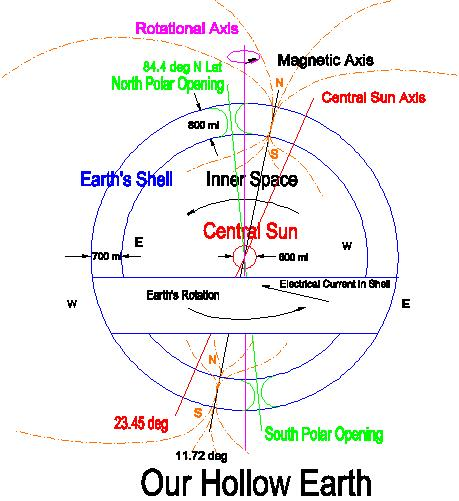 Rotational Axis
Magnetic Axis
84.4 deg N Lat
North Polar Opening
N
Central Sun Axis
800 mi
S
Earth's Shell
Inner Space
Central Sun
E
W
700 mi
600 mi
Electrical Current in Shell
Earth's Rotation
W
E
N
S
23.45 deg
South Polar Opening
11.72 deg
Our Hollow Earth